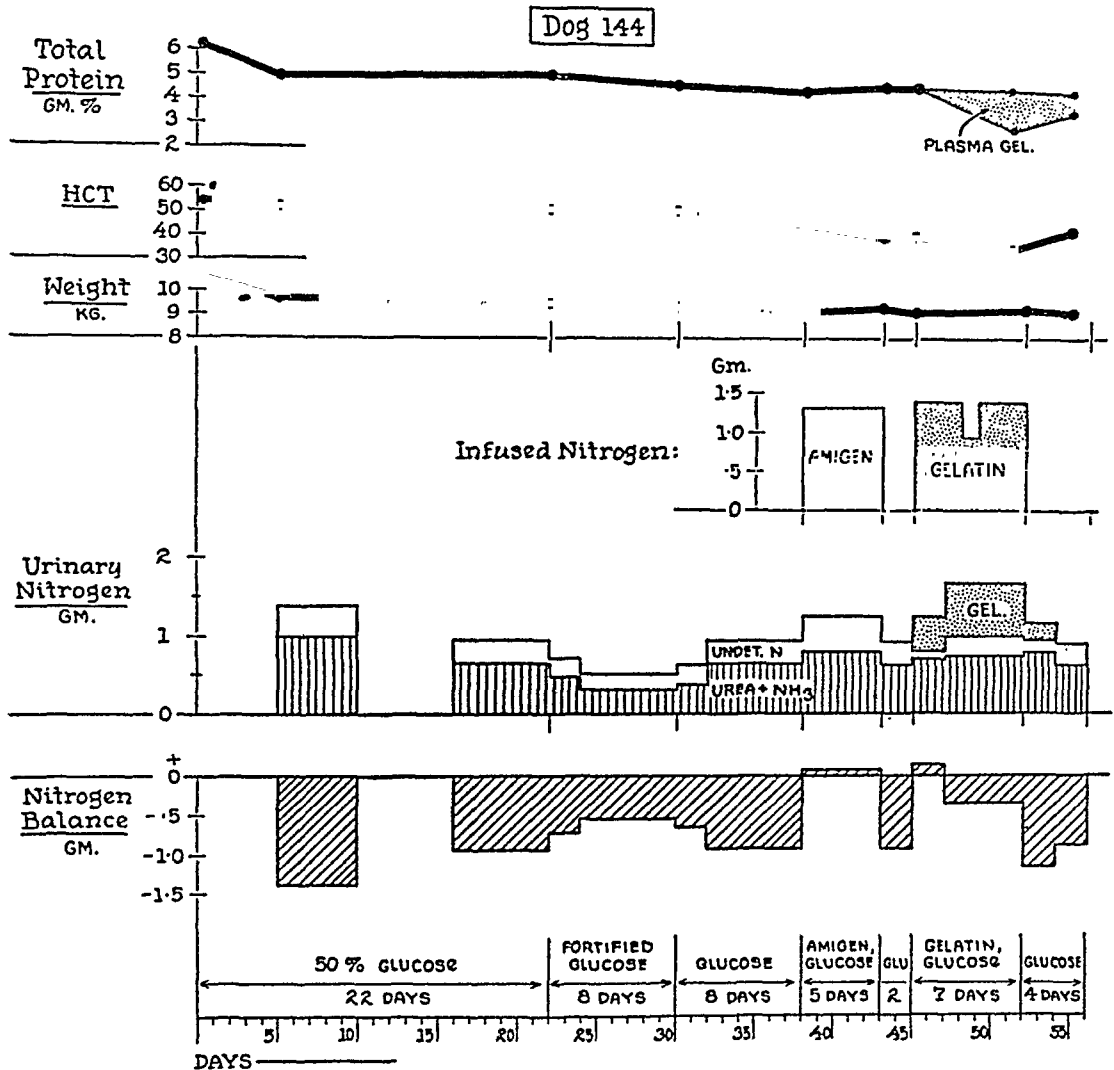 Dog 144
Total
Protein
GM. %
6
5
4
3
2
PLASMA GEL.
HCT
60
50
40
30
Weight
KG.
10
9
8
Gm.
1·5
1·0
·5
0
Infused Nitrogen:
AMIGEN
GELATIN
Urinary
Nitrogen
GM.
2
1
0
GEL.
UNDET. N
UREA + NH3
Nitrogen
Balance
GM.
+
0
-·5
-1·0
-1·5
50 % GLUCOSE
22 DAYS
FORTIFIED
GLUCOSE
8 DAYS
GLUCOSE
8 DAYS
AMIGEN,
GLUCOSE
5 DAYS
GLU
2
GELATIN,
GLUCOSE
7 DAYS
GLUCOSE
4 DAYS
5 10 15 20 25 30 35 40 45 50 55
DAYS